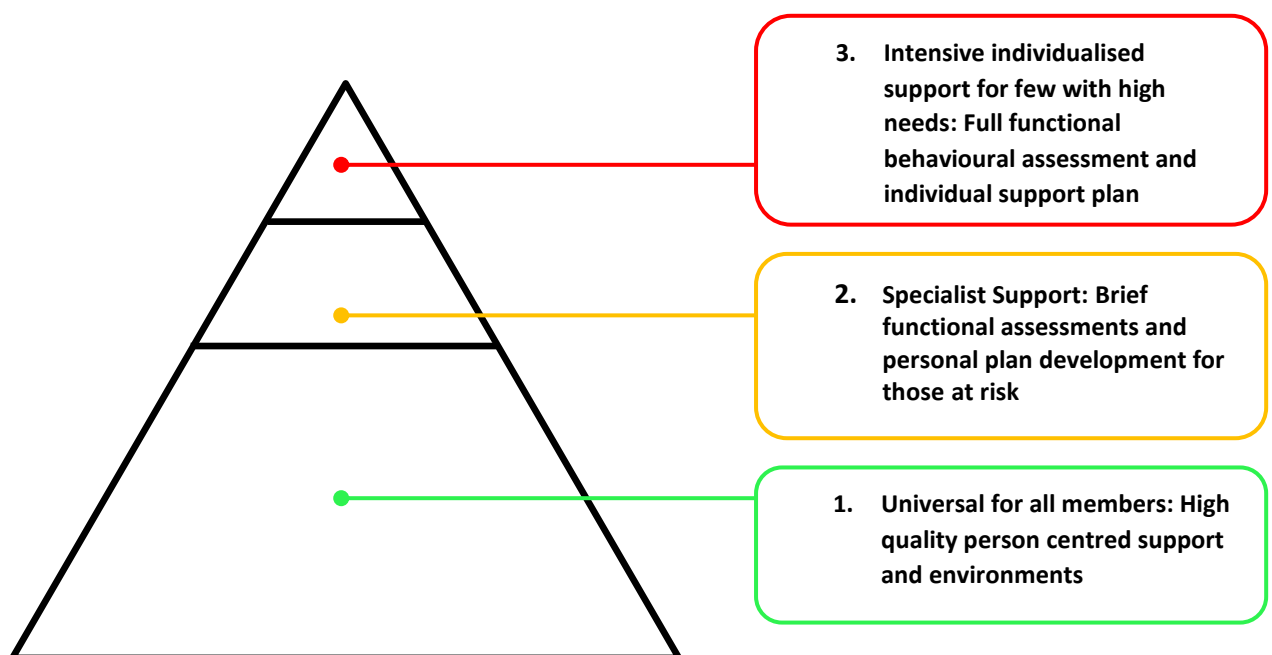 3. Intensive individualised
support for few with high
needs: Full functional
behavioural assessment and
individual support plan
2. Specialist Support: Brief
functional assessments and
personal plan development for
those at risk
1. Universal for all members: High
quality person centred support
and environments